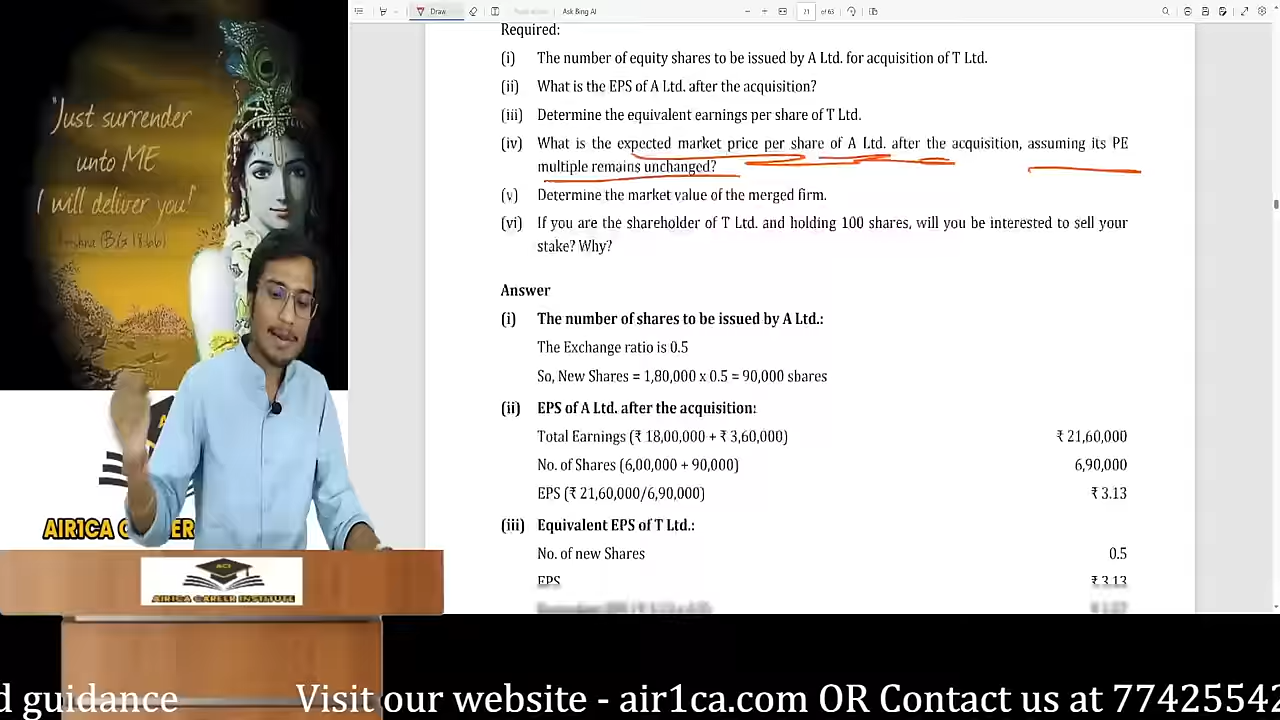 Draw
Ask Bing AI
21 of 63
"Just surrender
unto ME
I will deliver you!"
Required:
(i) The number of equity shares to be issued by A Ltd. for acquisition of T Ltd.
(ii) What is the EPS of A Ltd. after the acquisition?
(iii) Determine the equivalent earnings per share of T Ltd.
(iv) What is the expected market price per share of A Ltd. after the acquisition, assuming its PE
multiple remains unchanged?
(v) Determine the market value of the merged firm.
(vi) If you are the shareholder of T Ltd. and holding 100 shares, will you be interested to sell your
stake? Why?
Answer
(i) The number of shares to be issued by A Ltd.:
The Exchange ratio is 0.5
So, New Shares = 1,80,000 x 0.5 = 90,000 sbares
(ii) EPS of A Ltd. after the acquisition:
Total Earnings (₹ 18,00,000 + ₹ 3,60,000) ₹ 21,60,000
No. of Shares (6,00,000 + 90,000) 6,90,000
EPS (₹ 21,60,000/6,90,000) ₹ 3.13
(iii) Equivalent EPS of T Ltd.:
No. of new Shares 0.5
EPS ₹ 3.13
AIR1CA C ER
ACI
AIR1CA CAREER INSTITUTE
d guidance Visit our website - air1ca.com OR Contact us at 77425542